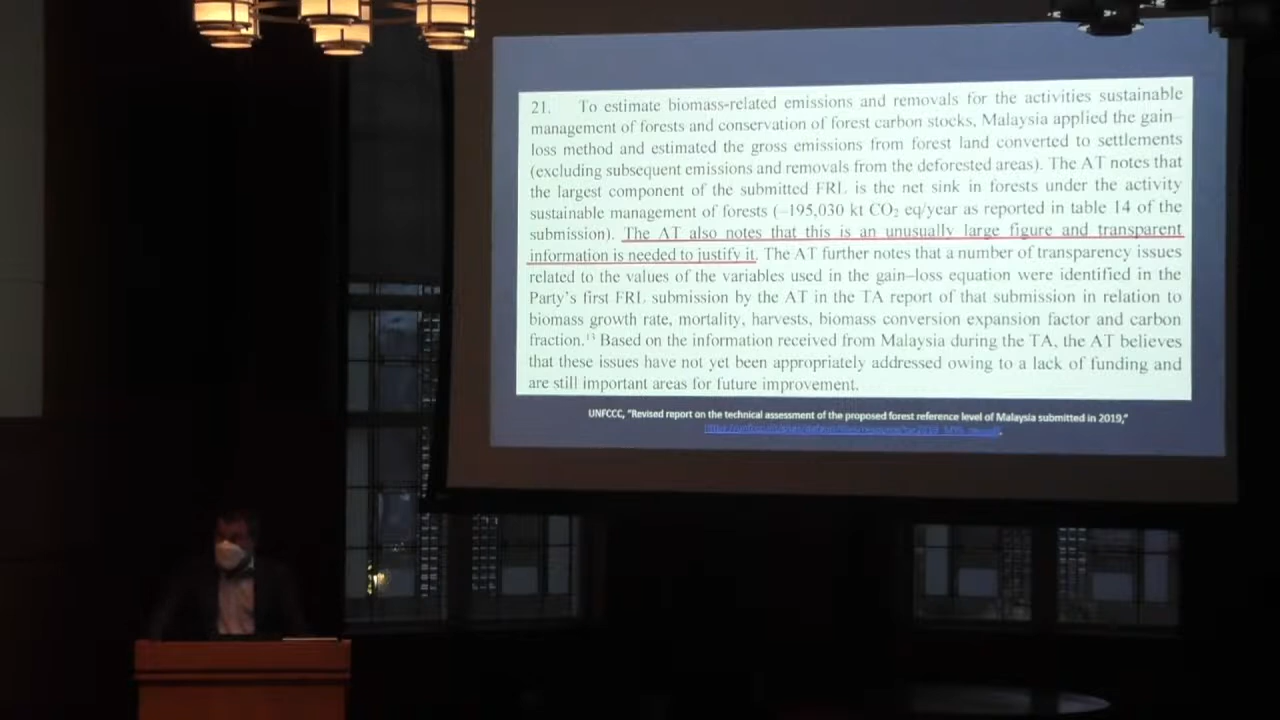 21. To estimate biomass-related emissions and removals for the activities sustainable
management of forests and conservation of forest carbon stocks, Malaysia applied the gain–
loss method and estimated the gross emissions from forest land converted to settlements
(excluding subsequent emissions and removals from the deforested areas). The AT notes that
the largest component of the submitted FRL is the net sink in forests under the activity
sustainable management of forests (–195,030 kt CO₂ eq/year as reported in table 14 of the
submission). The AT also notes that this is an unusually large figure and transparent
information is needed to justify it. The AT further notes that a number of transparency issues
related to the values of the variables used in the gain–loss equation were identified in the
Party's first FRL submission by the AT in the TA report of that submission in relation to
biomass growth rate, mortality, harvests, biomass conversion expansion factor and carbon
fraction. Based on the information received from Malaysia during the TA, the AT believes
that these issues have not yet been appropriately addressed owing to a lack of funding and
are still important areas for future improvement.
UNFCCC, "Revised report on the technical assessment of the proposed forest reference level of Malaysia submitted in 2019,"